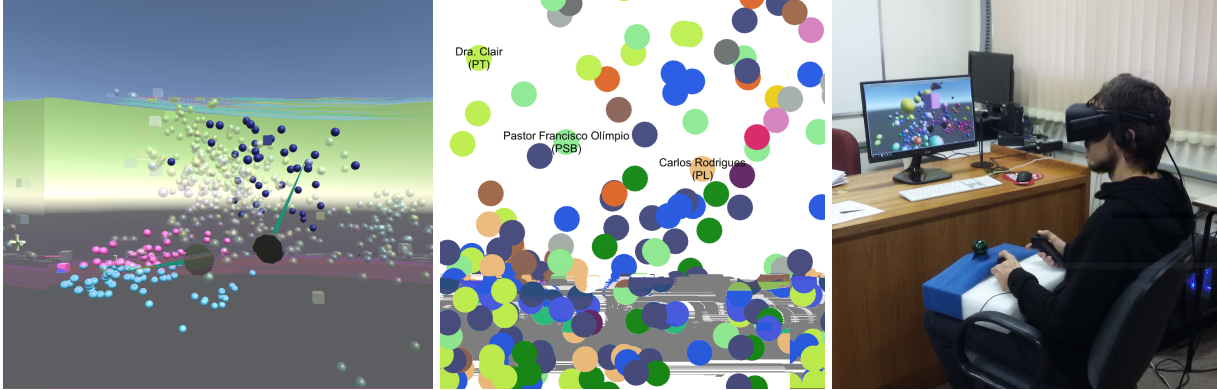 Dra. Clair
(PT)
Pastor Francisco Olímpio
(PSB)
Carlos Rodrigues
(PL)